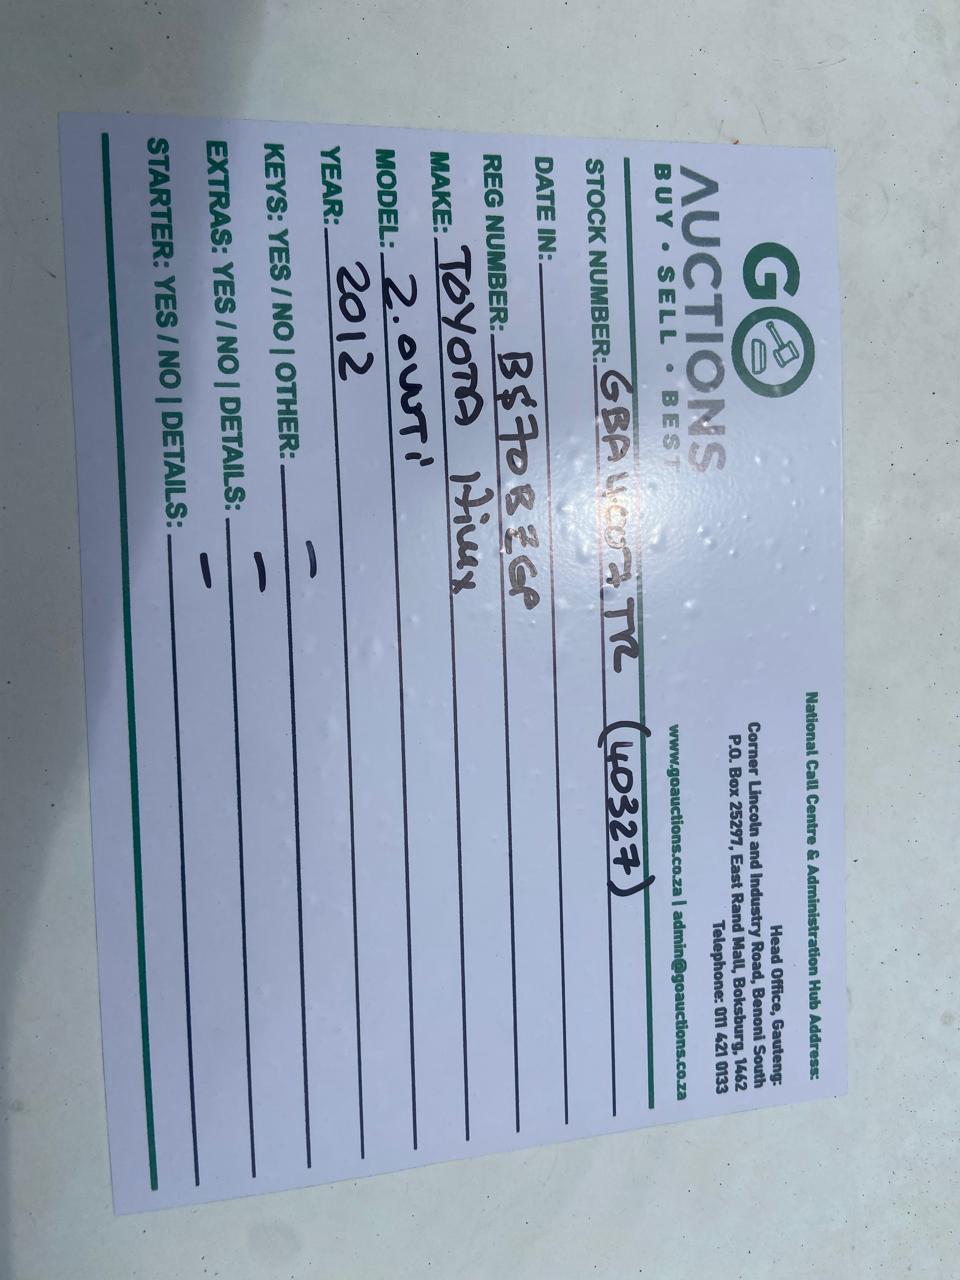 GO
AUCTIONS
BUY • SELL • BEST
National Call Centre & Administration Hub Address:
Head Office, Gauteng:
Corner Lincoln and Industry Road, Benoni South
P.O. Box 25297, East Rand Mall, Boksburg, 1462
Telephone: 011 421 0133
www.goauctions.co.za | admin@goauctions.co.za
STOCK NUMBER: TYR (40327)
DATE IN:
REG NUMBER:
MAKE: TOYOTA Hilux
MODEL: 2.0VVTi
YEAR: 2012
KEYS: YES / NO | OTHER: –
EXTRAS: YES / NO | DETAILS: –
STARTER: YES / NO | DETAILS: –